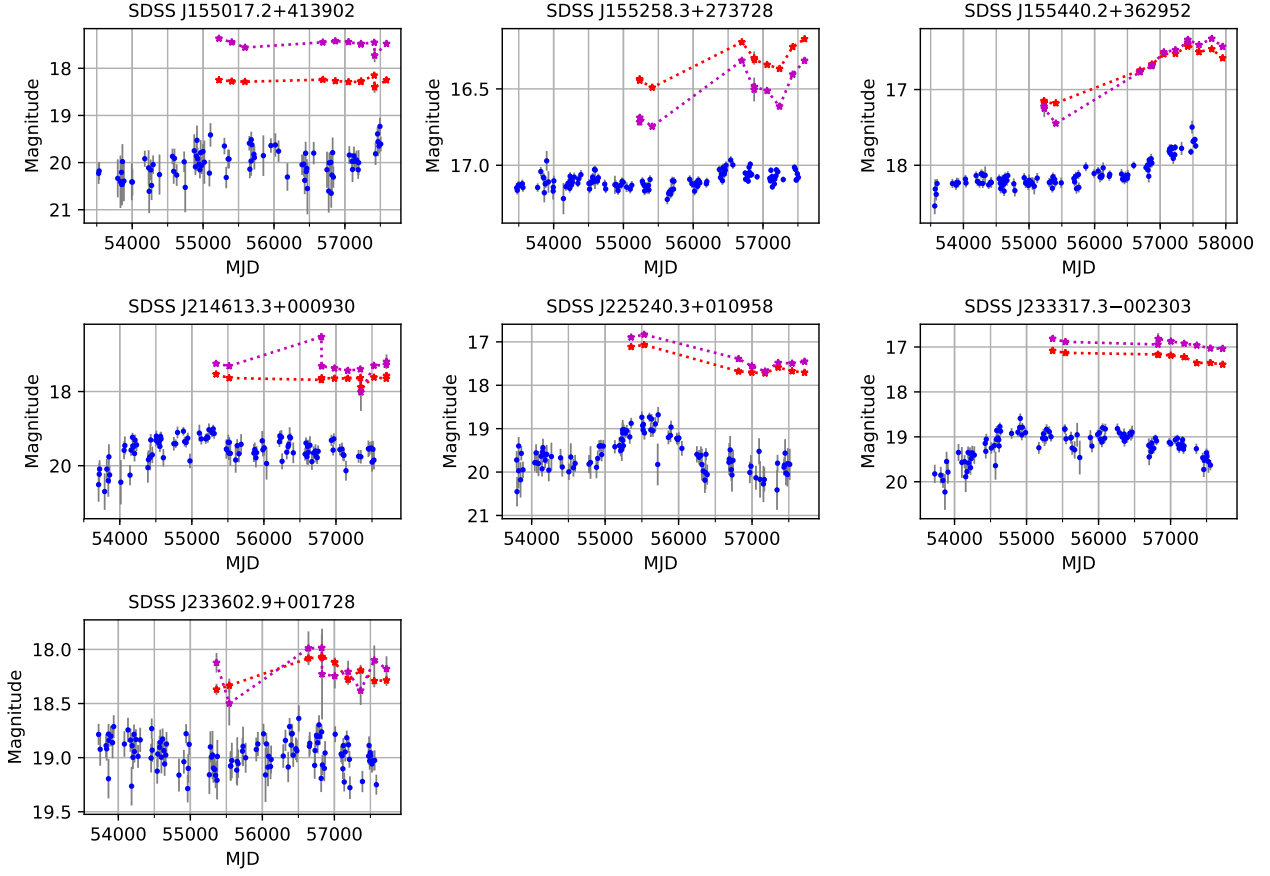 SDSS J155017.2+413902
18
19
20
21
Magnitude
54000 55000 56000 57000
MJD
SDSS J155258.3+273728
16.5
17.0
Magnitude
54000 55000 56000 57000
MJD
SDSS J155440.2+362952
17
18
Magnitude
54000 55000 56000 57000 58000
MJD
SDSS J214613.3+000930
18
20
Magnitude
54000 55000 56000 57000
MJD
SDSS J225240.3+010958
17
18
19
20
21
Magnitude
54000 55000 56000 57000
MJD
SDSS J233317.3−002303
17
18
19
20
Magnitude
54000 55000 56000 57000
MJD
SDSS J233602.9+001728
18.0
18.5
19.0
19.5
Magnitude
54000 55000 56000 57000
MJD